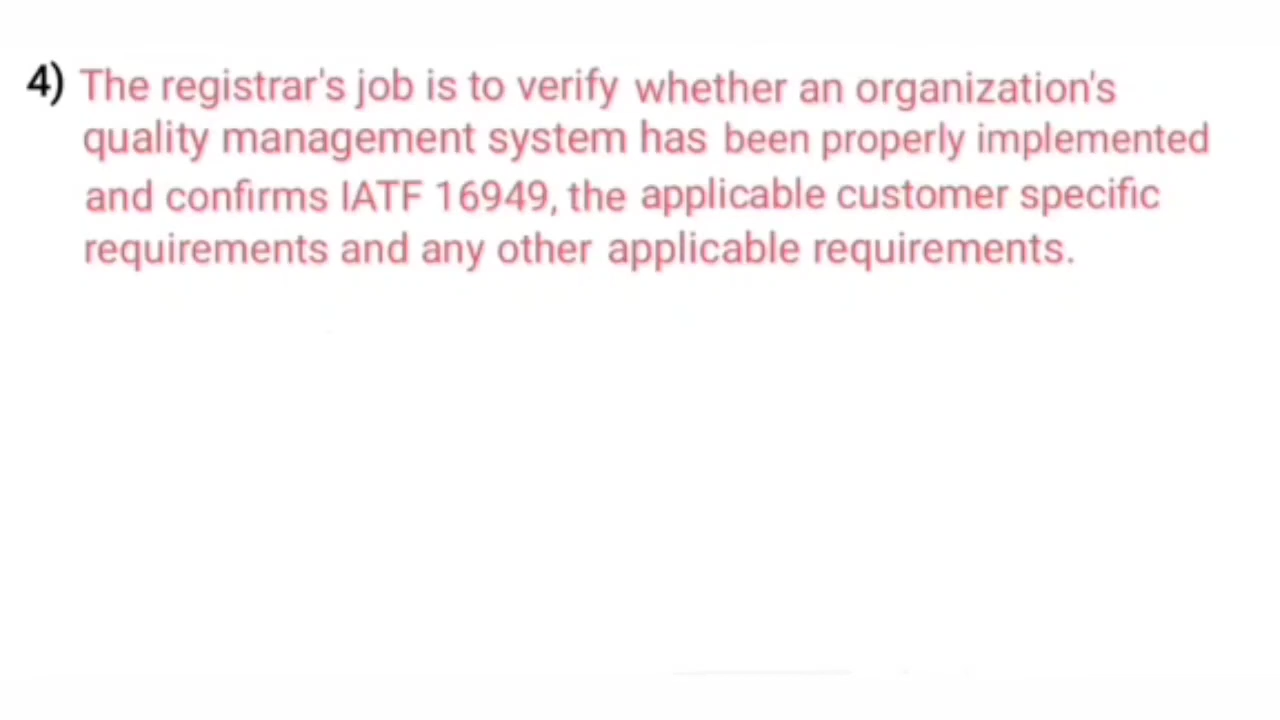 4) The registrar's job is to verify whether an organization's
quality management system has been properly implemented
and confirms IATF 16949, the applicable customer specific
requirements and any other applicable requirements.